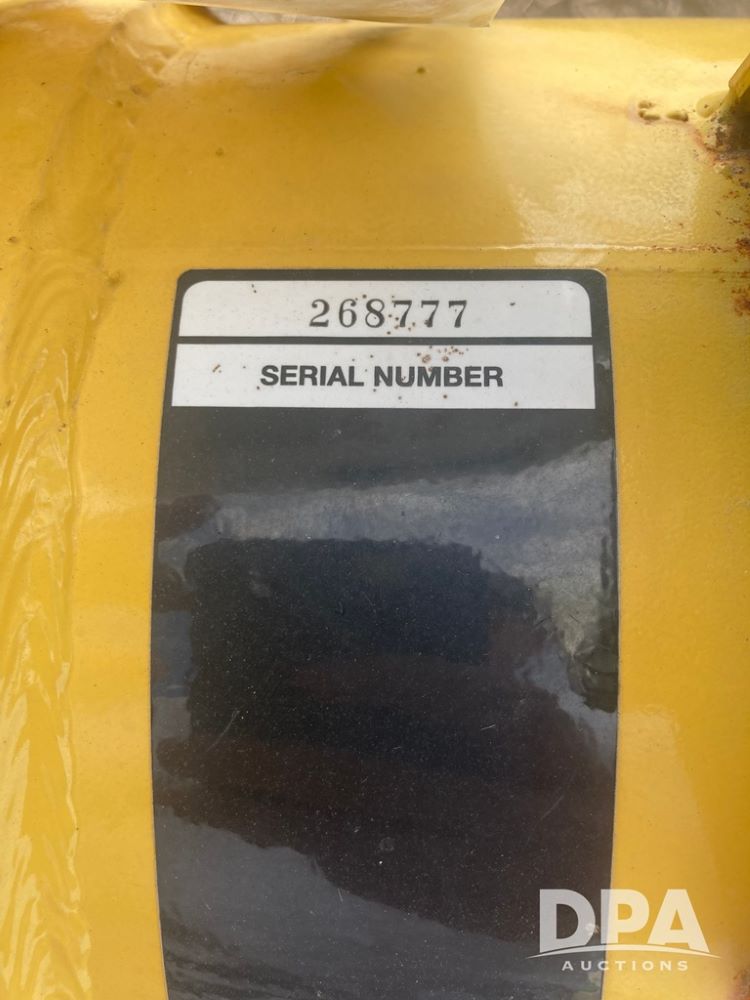 268777
SERIAL NUMBER
DPA
AUCTIONS